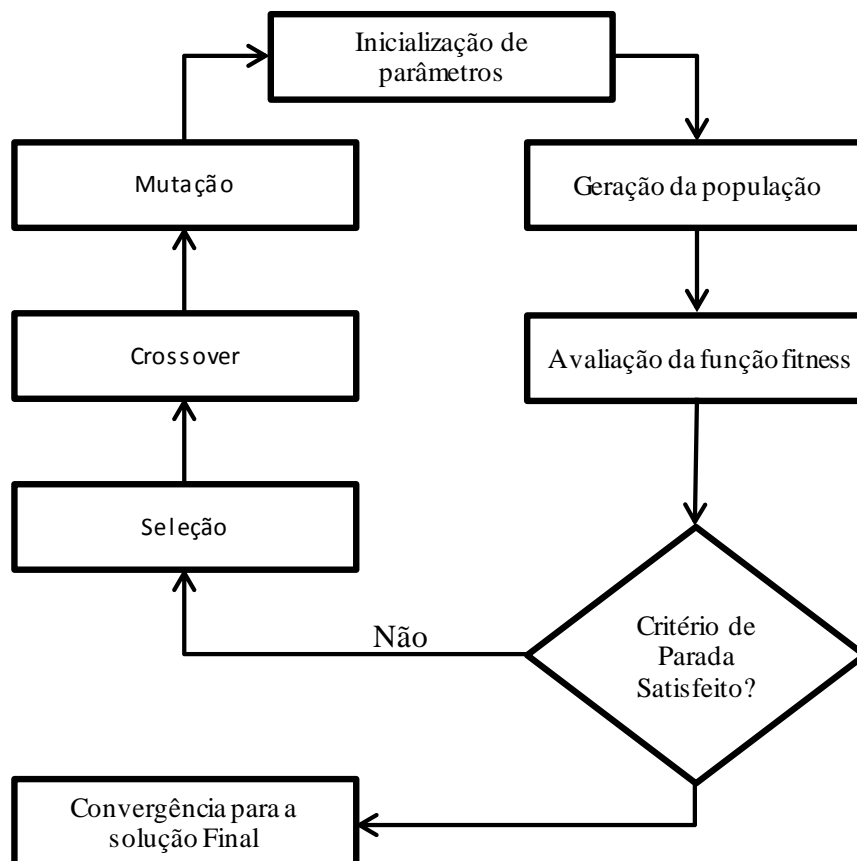 Inicialização de
parâmetros
Mutação
Geração da população
Crossover
Avaliação da função fitness
Seleção
Não
Critério de
Parada
Satisfeito?
Convergência para a
solução Final